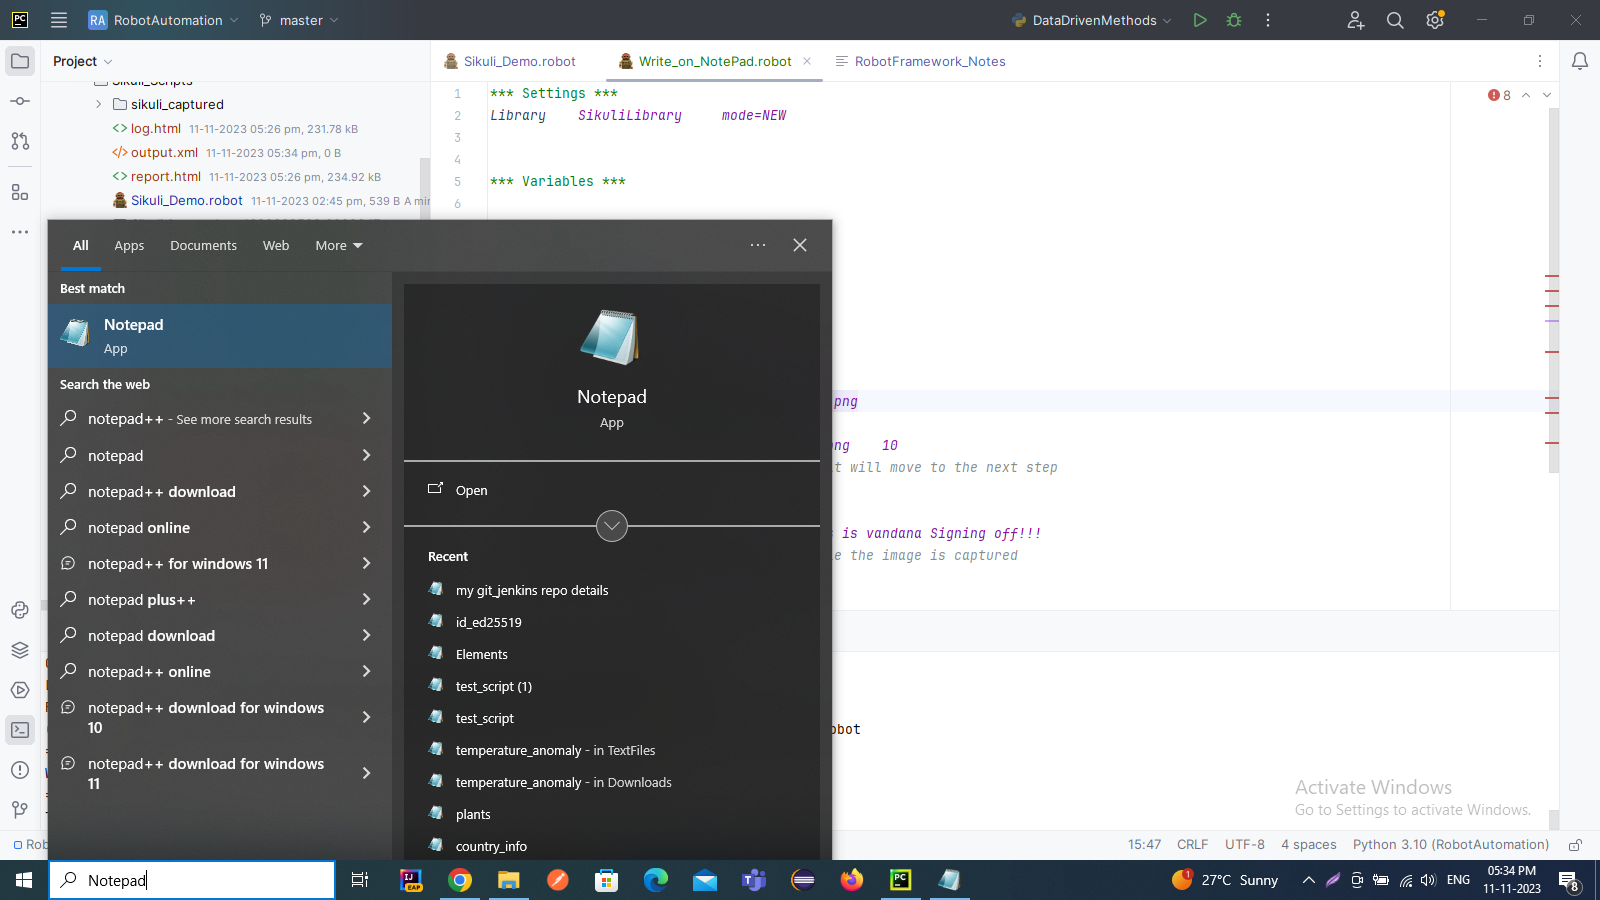 PC RA RobotAutomation master DataDrivenMethods
Project Sikuli_Demo.robot Write_on_NotePad.robot RobotFramework_Notes
Sikuli_Scripts
sikuli_captured
log.html 11-11-2023 05:26 pm, 231.78 kB
output.xml 11-11-2023 05:34 pm, 0 B
report.html 11-11-2023 05:26 pm, 234.92 kB
Sikuli_Demo.robot 11-11-2023 02:45 pm, 539 B A min
8
1 *** Settings ***
2 Library SikuliLibrary mode=NEW
3
4
5 *** Variables ***
6
png
ng 10
t will move to the next step
s is vandana Signing off!!!
e the image is captured
obot
All Apps Documents Web More
Best match
Notepad
App
Search the web
notepad++ - See more search results
notepad
notepad++ download
notepad online
notepad++ for windows 11
notepad plus++
notepad download
notepad++ online
notepad++ download for windows
10
notepad++ download for windows
11
Notepad
App
Open
Recent
my git_jenkins repo details
id_ed25519
Elements
test_script (1)
test_script
temperature_anomaly - in TextFiles
temperature_anomaly - in Downloads
plants
country_info
Activate Windows
Go to Settings to activate Windows.
Rob 15:47 CRLF UTF-8 4 spaces Python 3.10 (RobotAutomation)
Notepad
IJ EAP PC 1 27°C Sunny ENG 05:34 PM
11-11-2023 8